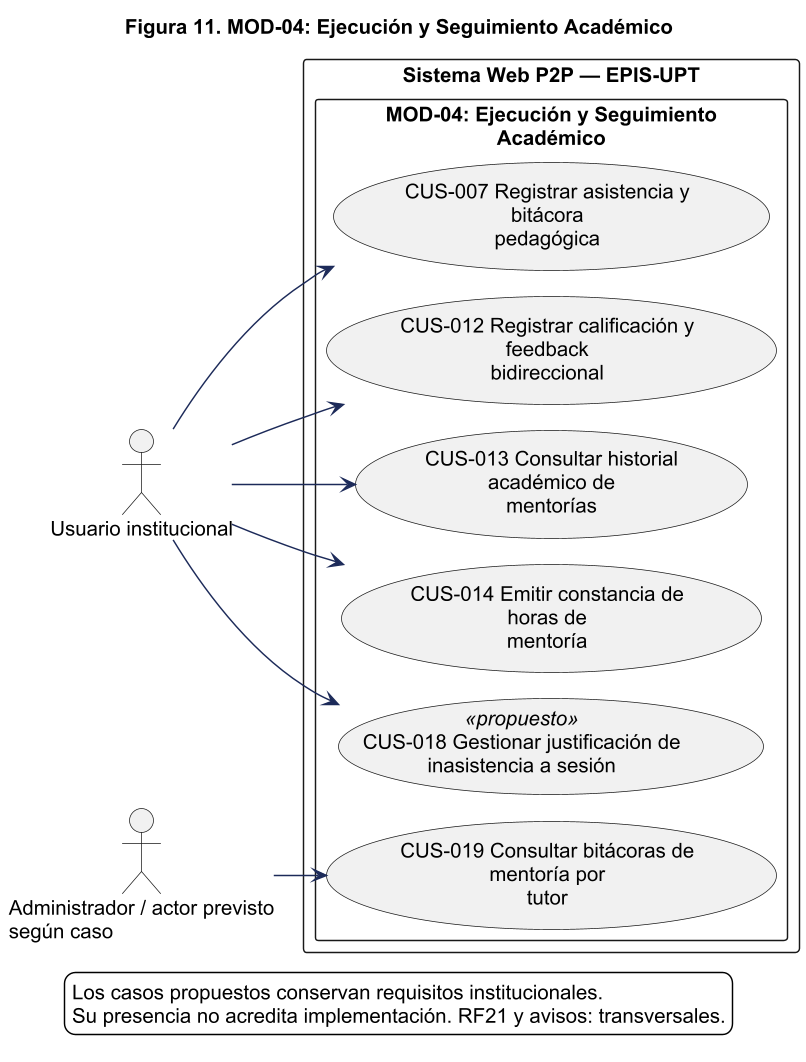 Figura 11. MOD-04: Ejecución y Seguimiento Académico
Sistema Web P2P — EPIS-UPT
MOD-04: Ejecución y Seguimiento
Académico
CUS-007 Registrar asistencia y
bitácora
pedagógica
CUS-012 Registrar calificación y
feedback
bidireccional
CUS-013 Consultar historial
académico de
mentorías
Usuario institucional
CUS-014 Emitir constancia de
horas de
mentoría
«propuesto»
CUS-018 Gestionar justificación de
inasistencia a sesión
CUS-019 Consultar bitácoras de
mentoría por
tutor
Administrador / actor previsto
según caso
Los casos propuestos conservan requisitos institucionales.
Su presencia no acredita implementación. RF21 y avisos: transversales.